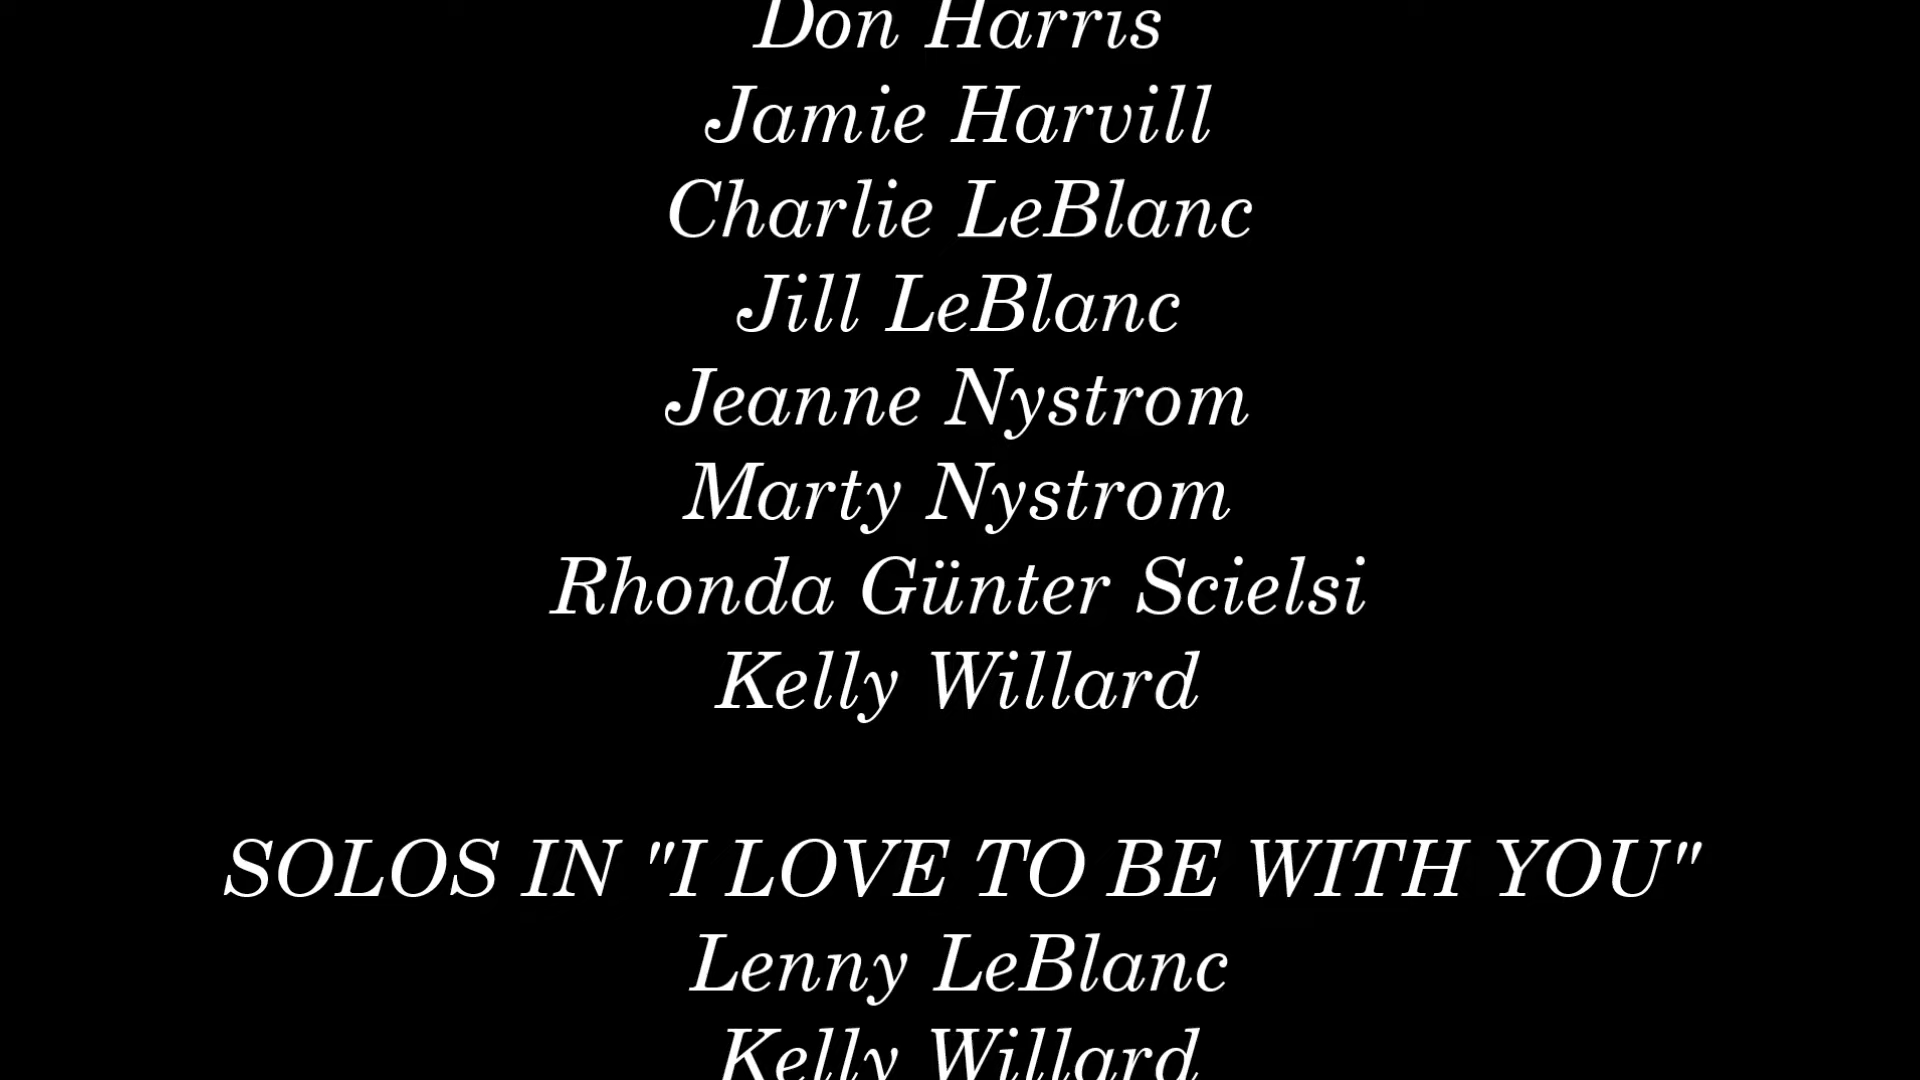 Don Harris
Jamie Harvill
Charlie LeBlanc
Jill LeBlanc
Jeanne Nystrom
Marty Nystrom
Rhonda Günter Scielsi
Kelly Willard
SOLOS IN "I LOVE TO BE WITH YOU"
Lenny LeBlanc
Kelly Willard